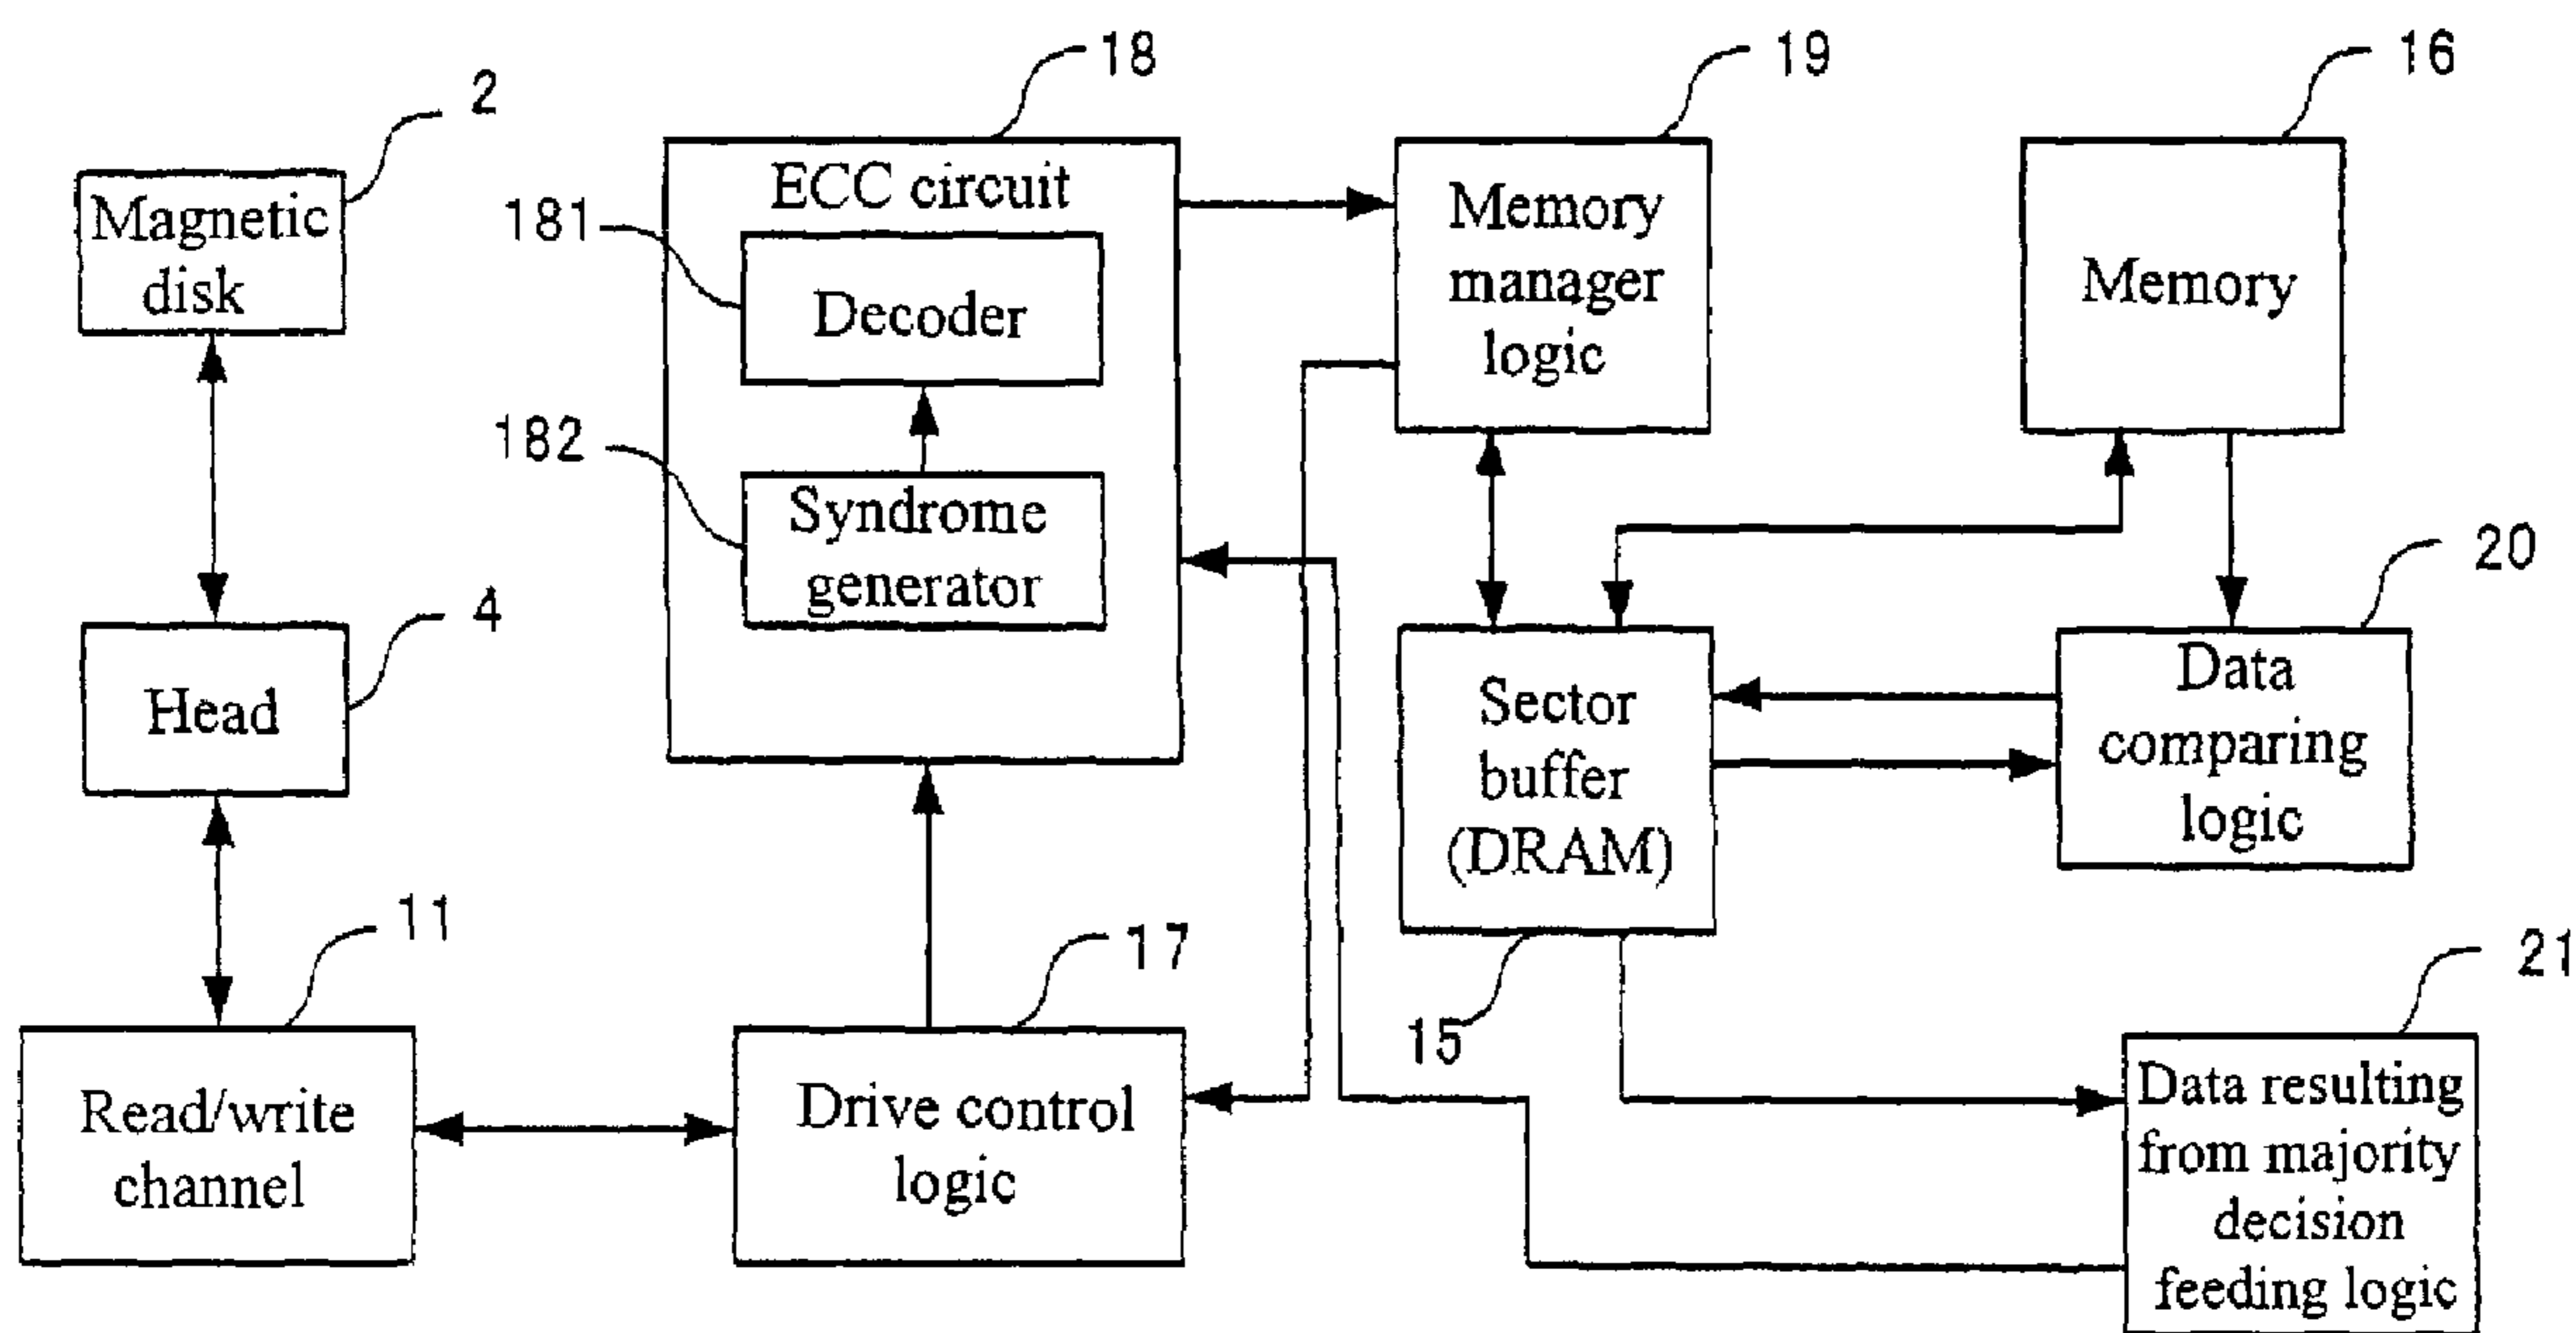 18
19
16
2
ECC circuit
Magnetic
disk
181
Decoder
Memory
manager
logic
Memory
182
Syndrome
generator
20
4
Head
Sector
buffer
(DRAM)
Data
comparing
logic
11
17
15
21
Read/write
channel
Drive control
logic
Data resulting
from majority
decision
feeding logic